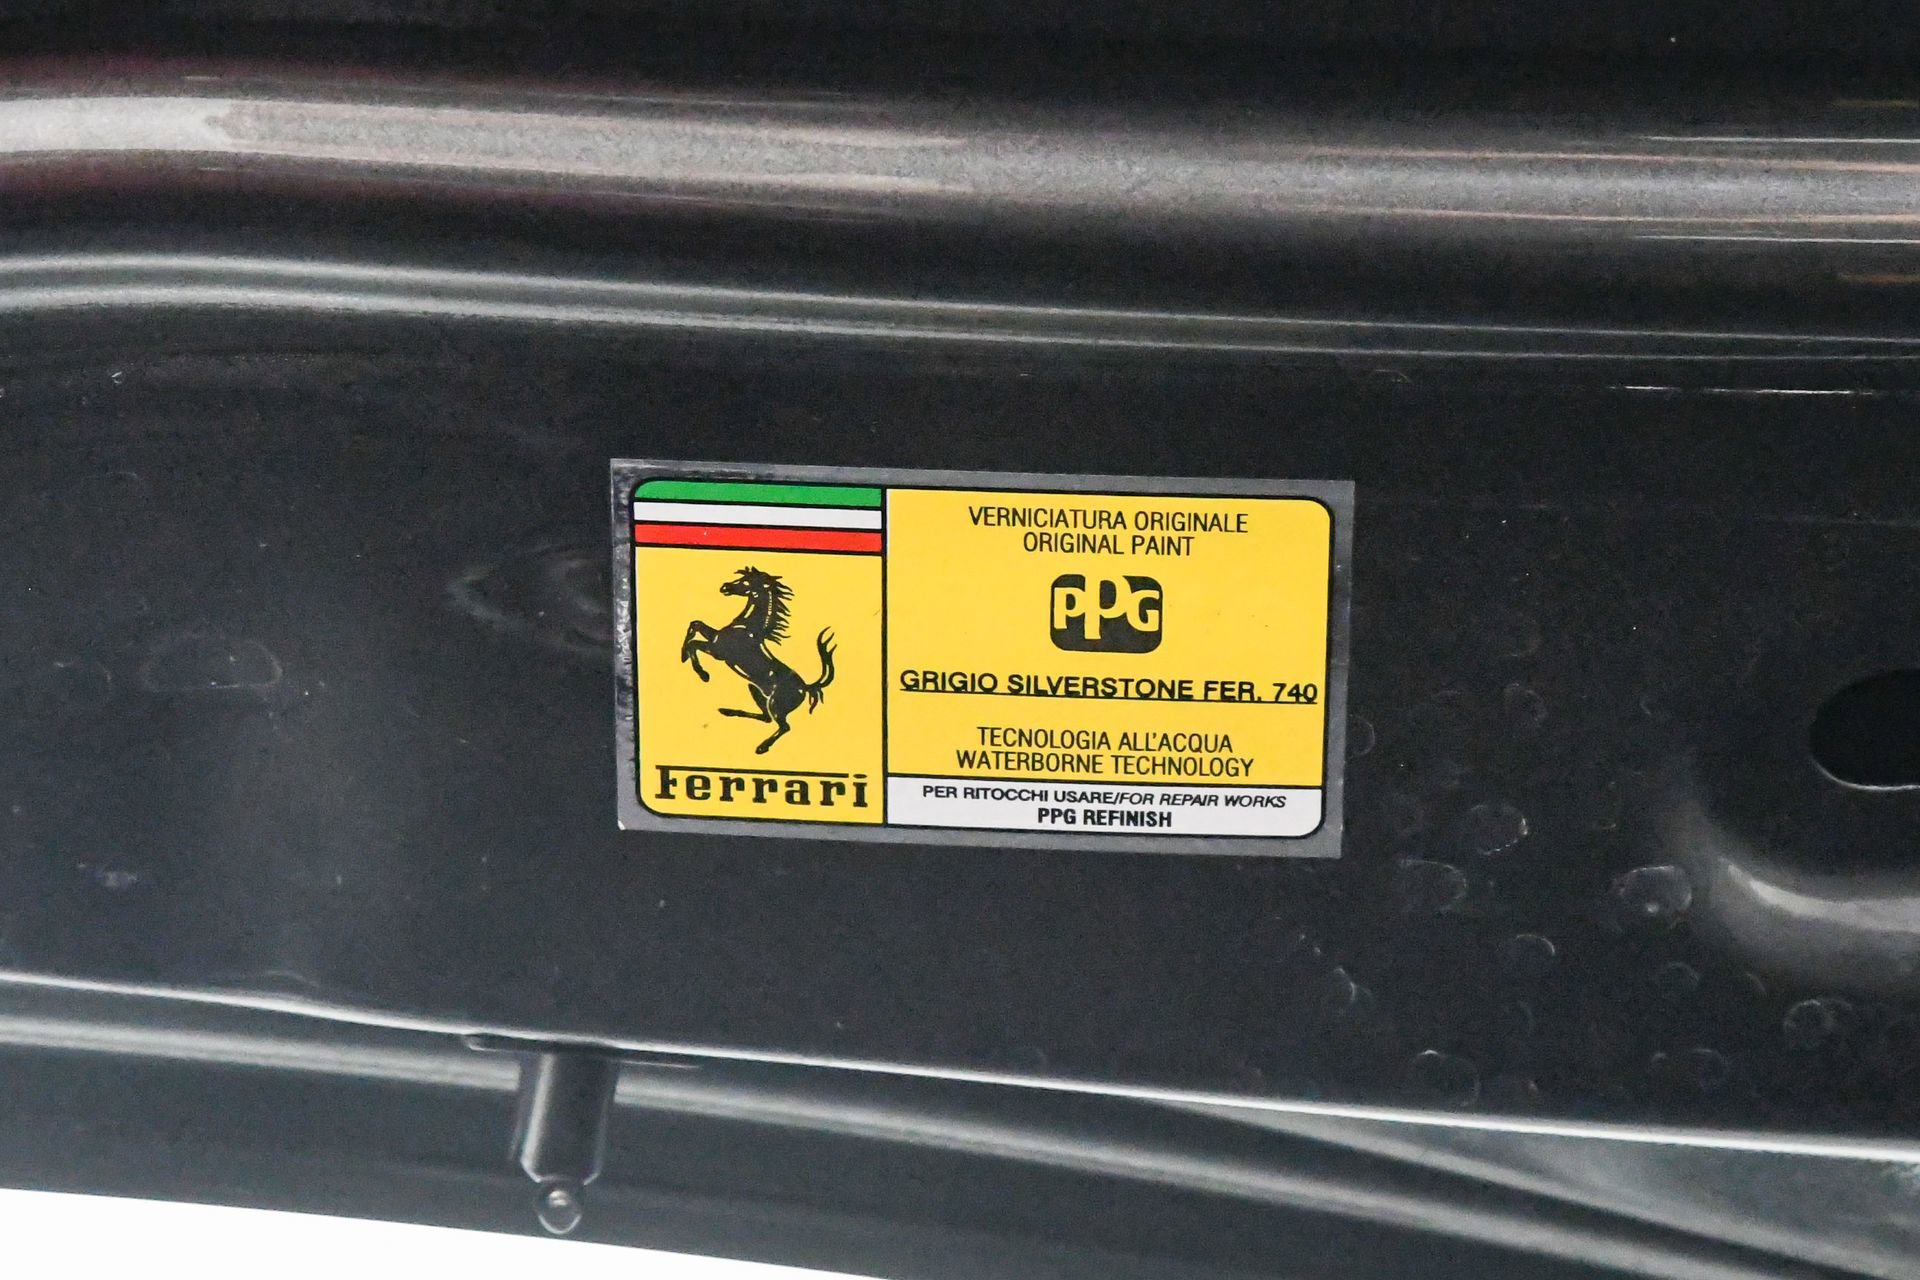 VERNICIATURA ORIGINALE
ORIGINAL PAINT
PPG
GRIGIO SILVERSTONE FER. 740
TECNOLOGIA ALL'ACQUA
WATERBORNE TECHNOLOGY
PER RITOCCHI USARE/FOR REPAIR WORKS
PPG REFINISH
Ferrari